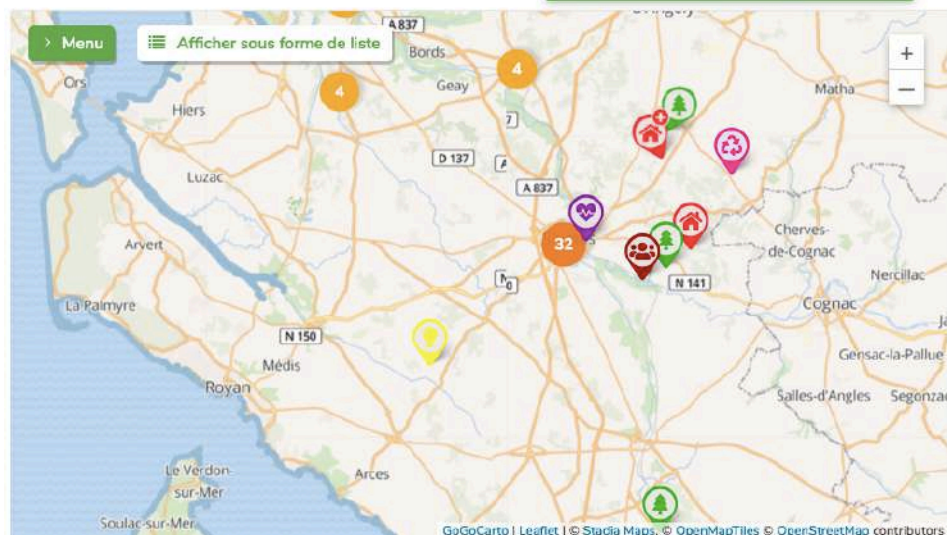 A 837
> Menu
Afficher sous forme de liste
Bords
4
4
Geay
Ors
Hiers
Matha
+
−
7
D 137
A
Luzac
A 837
32
s
Arvert
Cherves-
de-Cognac
N 141
Nercillac
N
0
Cognac
La Palmyre
N 150
Médis
Gensac-la-Pallue
Royan
Salles-d'Angles
Le Verdon-
sur-Mer
Arces
Soulac-sur-Mer
GoGoCarto | Leaflet | © Stadia Maps, © OpenMapTiles © OpenStreetMap contributors